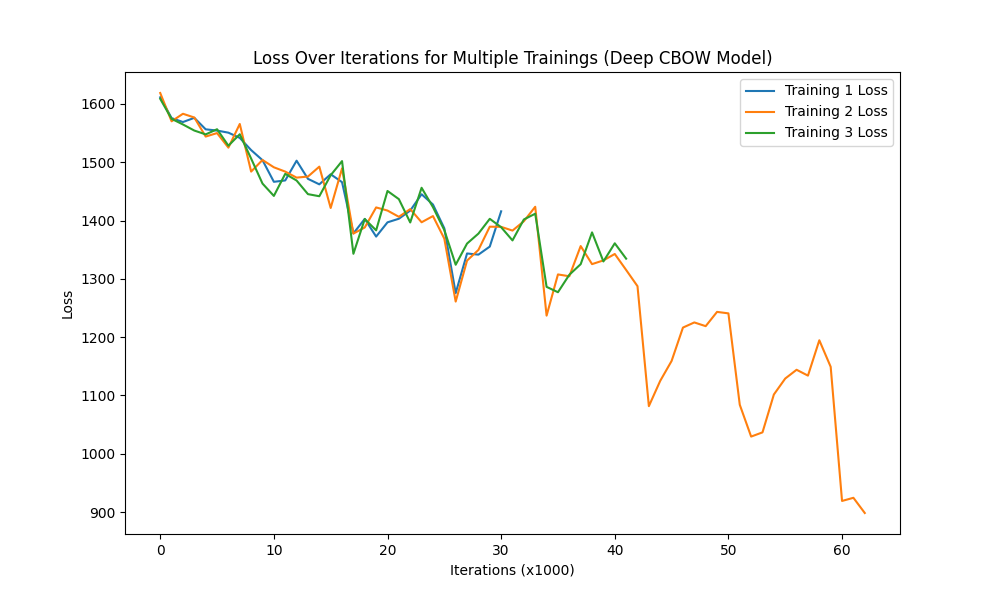 Loss Over Iterations for Multiple Trainings (Deep CBOW Model)
Training 1 Loss
Training 2 Loss
Training 3 Loss
Loss
1600
1500
1400
1300
1200
1100
1000
900
0 10 20 30 40 50 60
Iterations (x1000)